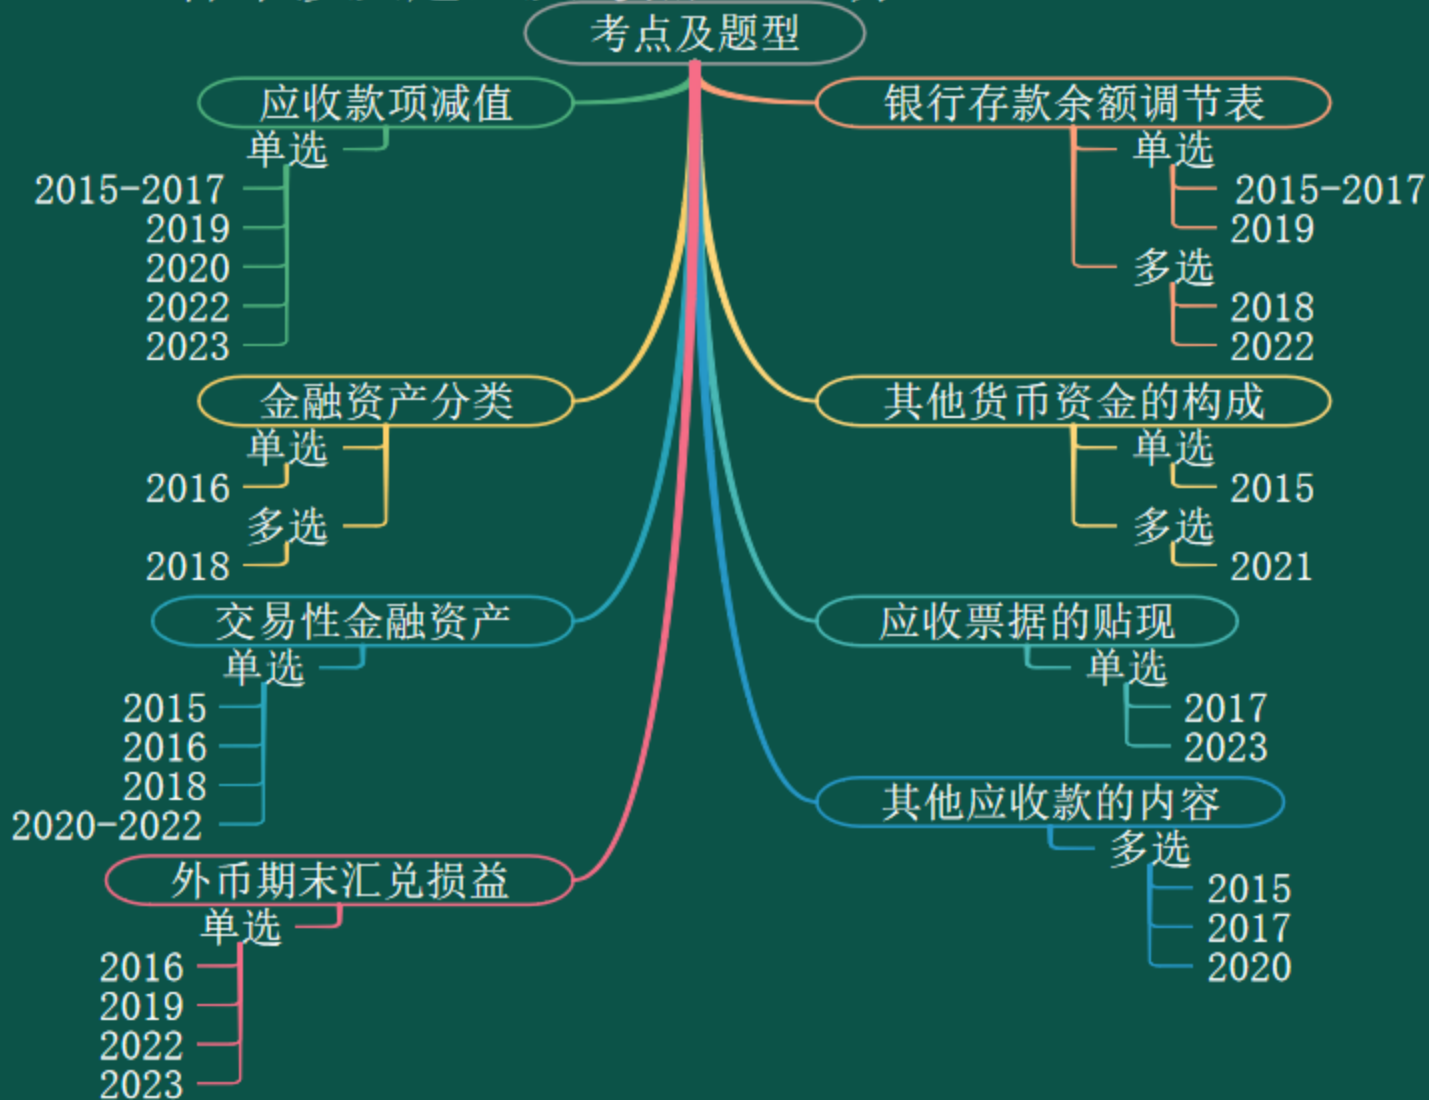 考点及题型
应收款项减值
单选
2015-2017
2019
2020
2022
2023
金融资产分类
单选
2016
多选
2018
交易性金融资产
单选
2015
2016
2018
2020-2022
外币期末汇兑损益
单选
2016
2019
2022
2023
银行存款余额调节表
单选
2015-2017
2019
多选
2018
2022
其他货币资金的构成
单选
2015
多选
2021
应收票据的贴现
单选
2017
2023
其他应收款的内容
多选
2015
2017
2020